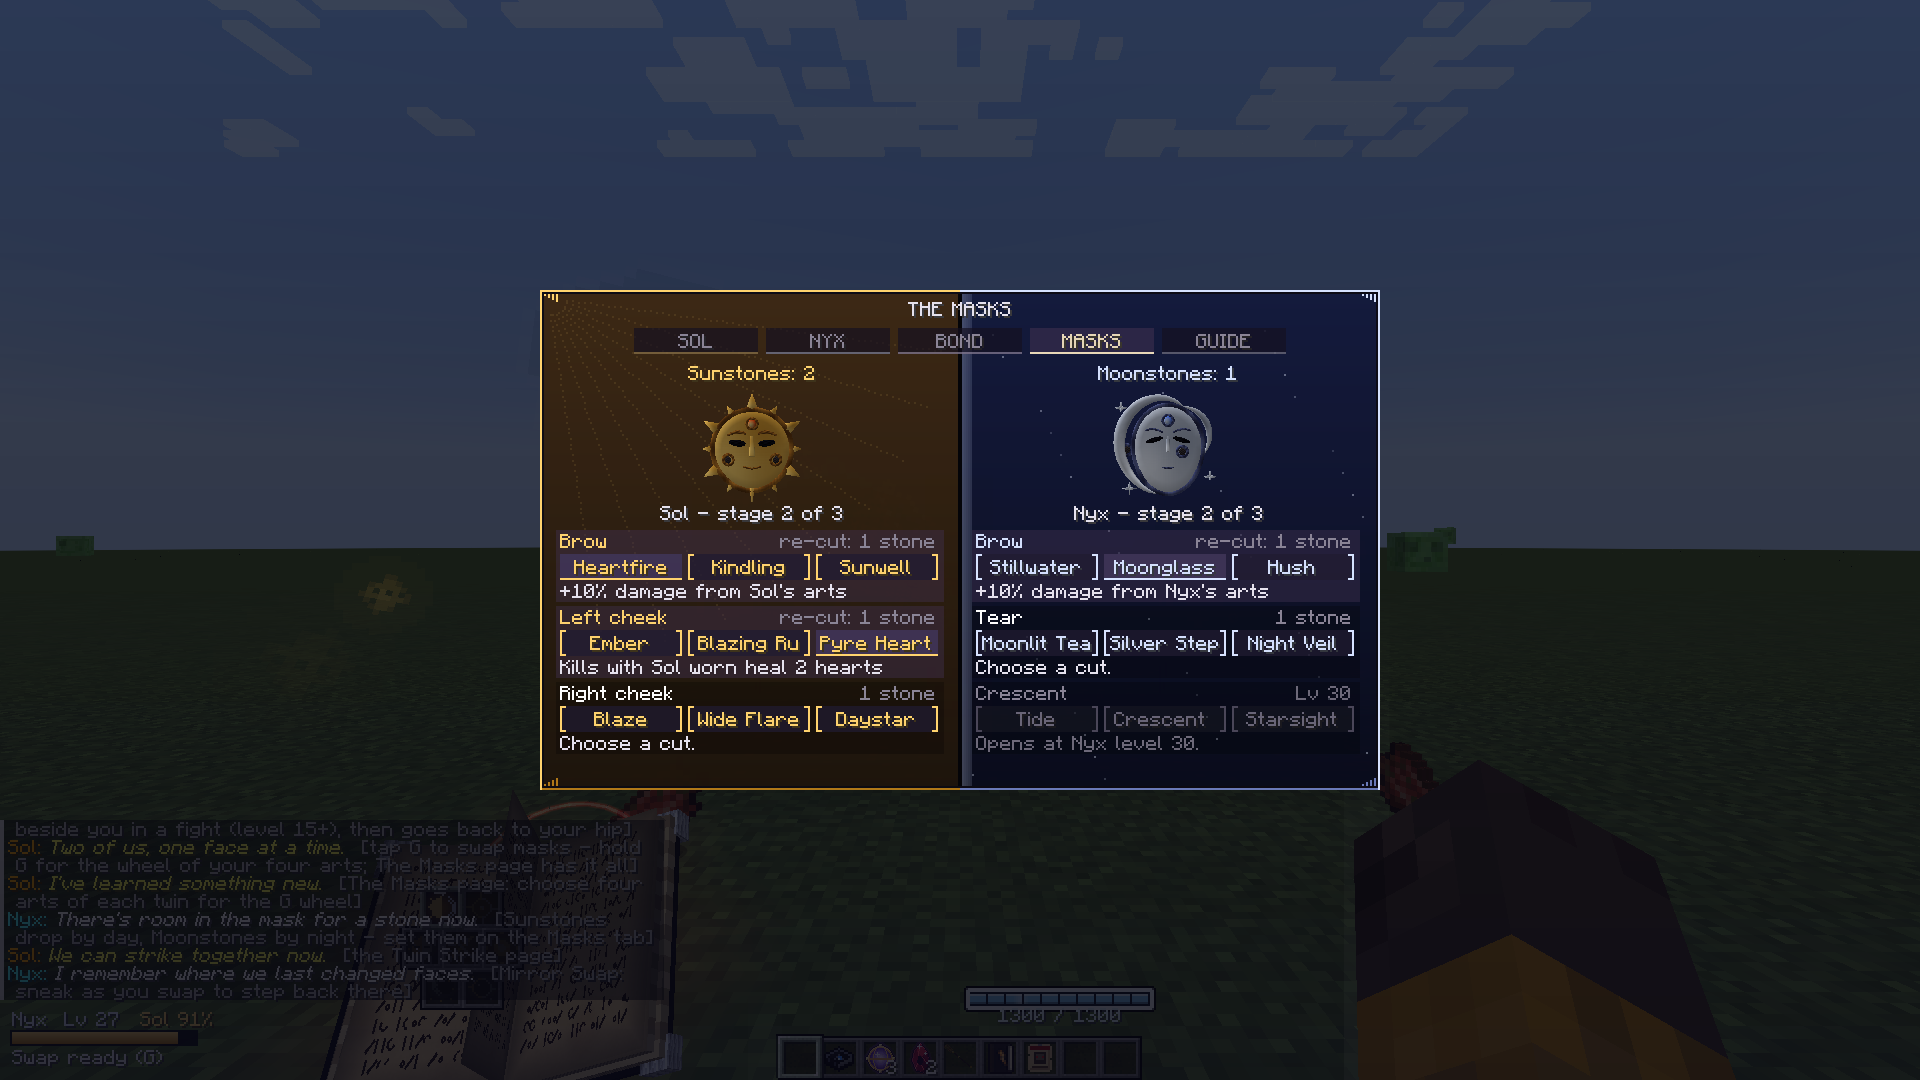 THE MASKS
SOL NYX BOND MASKS GUIDE
Sunstones: 2
Moonstones: 1
Sol - stage 2 of 3
Brow re-cut: 1 stone
[Heartfire] [Kindling] [Sunwell]
+10% damage from Sol's arts
Left cheek re-cut: 1 stone
[Ember] [Blazing Ru] Pyre Heart
Kills with Sol worn heal 2 hearts
Right cheek 1 stone
[Blaze] [Wide Flare] [Daystar]
Choose a cut.
Nyx - stage 2 of 3
Brow re-cut: 1 stone
[Stillwater] Moonglass [Hush]
+10% damage from Nyx's arts
Tear 1 stone
[Moonlit Tea] [Silver Step] [Night Veil]
Choose a cut.
Crescent Lv 30
[Tide] [Crescent] [Starsight]
Opens at Nyx level 30.
beside you in a fight (level 15+), then goes back to your hip]
Sol: Two of us, one face at a time. [tap G to swap masks - hold
G for the wheel of your four arts; The Masks page has it all]
Sol: I've learned something new. [The Masks page: choose four
arts of each twin for the G wheel]
Nyx: There's room in the mask for a stone now. [Sunstones
drop by day, Moonstones by night - set them on the Masks tab]
Sol: We can strike together now. [the Twin Strike page]
Nyx: I remember where we last changed faces. [Mirror Swap:
sneak as you swap to step back there]
Nyx Lv 27 Sol 91%
Swap ready (G)
1300 / 1300
3
2